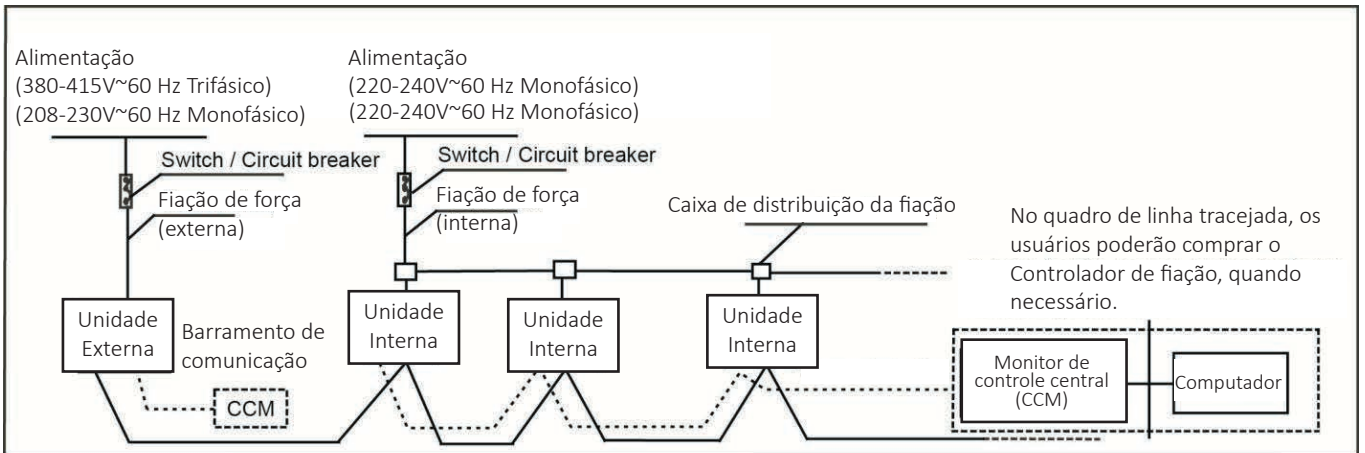 Alimentação
(380-415V~60 Hz Trifásico)
(208-230V~60 Hz Monofásico)
Alimentação
(220-240V~60 Hz Monofásico)
(220-240V~60 Hz Monofásico)
Switch / Circuit breaker
Fiação de força
(externa)
Switch / Circuit breaker
Fiação de força
(interna)
Caixa de distribuição da fiação
No quadro de linha tracejada, os
usuários poderão comprar o
Controlador de fiação, quando
necessário.
Unidade
Externa
Barramento de
comunicação
CCM
Unidade
Interna
Unidade
Interna
Unidade
Interna
Monitor de
controle central
(CCM)
Computador